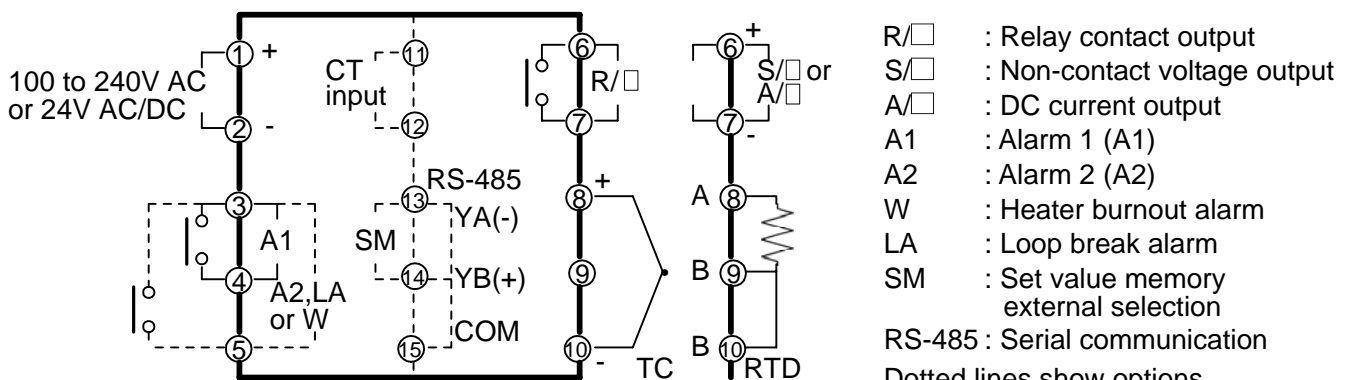 1 +
100 to 240V AC
or 24V AC/DC
2 -
3
A1
4
A2,LA
or W
5
11
CT
input
12
RS-485
13
YA(-)
SM
14
YB(+)
COM
15
6
R/□
7
8 +
9
10 -
TC
6 +
S/□ or
A/□
7 -
A 8
B 9
B 10
RTD
R/□ : Relay contact output
S/□ : Non-contact voltage output
A/□ : DC current output
A1 : Alarm 1 (A1)
A2 : Alarm 2 (A2)
W : Heater burnout alarm
LA : Loop break alarm
SM : Set value memory
external selection
RS-485 : Serial communication
Dotted lines show options